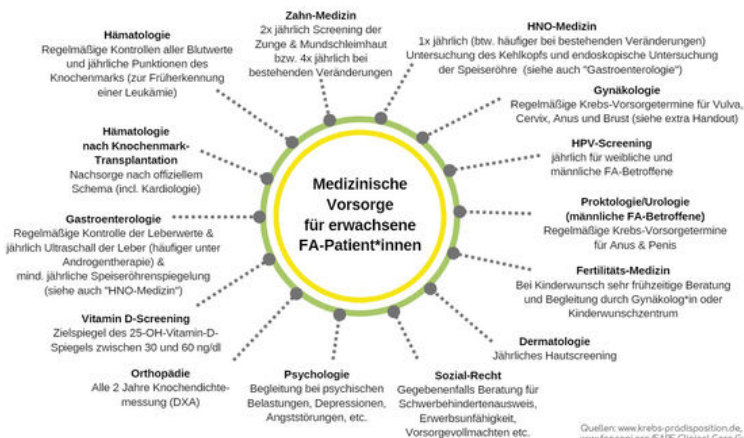 Zahn-Medizin
2x jährlich Screening der
Zunge & Mundschleimhaut
bzw. 4x jährlich bei
bestehenden Veränderungen
HNO-Medizin
1x jährlich (btw. häufiger bei bestehenden Veränderungen)
Untersuchung des Kehlkopfs und endoskopische Untersuchung
der Speiseröhre (siehe auch "Gastroenterologie")
Gynäkologie
Regelmäßige Krebs-Vorsorgetermine für Vulva,
Cervix, Anus und Brust (siehe extra Handout)
HPV-Screening
jährlich für weibliche und
männliche FA-Betroffene
Proktologie/Urologie
(männliche FA-Betroffene)
Regelmäßige Krebs-Vorsorgetermine
für Anus & Penis
Fertilitäts-Medizin
Bei Kinderwunsch sehr frühzeitige Beratung
und Begleitung durch Gynäkolog*in oder
Kinderwunschzentrum
Dermatologie
Jährliches Hautscreening
Sozial-Recht
Gegebenenfalls Beratung für
Schwerbehindertenausweis,
Erwerbsunfähigkeit,
Vorsorgevollmachten etc.
Psychologie
Begleitung bei psychischen
Belastungen, Depressionen,
Angststörungen, etc.
Orthopädie
Alle 2 Jahre Knochendichte-
messung (DXA)
Vitamin D-Screening
Zielspiegel des 25-OH-Vitamin-D-
Spiegels zwischen 30 und 60 ng/dl
Gastroenterologie
Regelmäßige Kontrolle der Leberwerte &
jährlich Ultraschall der Leber (häufiger unter
Androgentherapie) &
mind. jährliche Speiseröhrenspiegelung
(siehe auch "HNO-Medizin")
Hämatologie
nach Knochenmark-
Transplantation
Nachsorge nach offiziellem
Schema (incl. Kardiologie)
Hämatologie
Regelmäßige Kontrollen aller Blutwerte
und jährliche Punktionen des
Knochenmarks (zur Früherkennung
einer Leukämie)
Medizinische
Vorsorge
für erwachsene
FA-Patient*innen
Quellen: www.krebs-prädisposition.de,